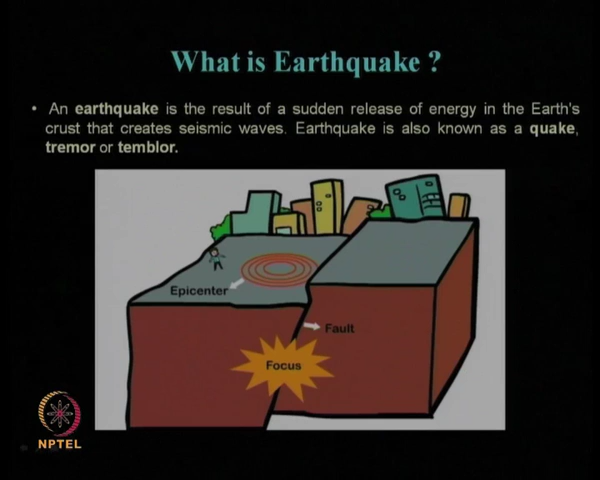 What is Earthquake ?
• An earthquake is the result of a sudden release of energy in the Earth's
crust that creates seismic waves. Earthquake is also known as a quake,
tremor or temblor.
Epicenter
Fault
Focus
NPTEL